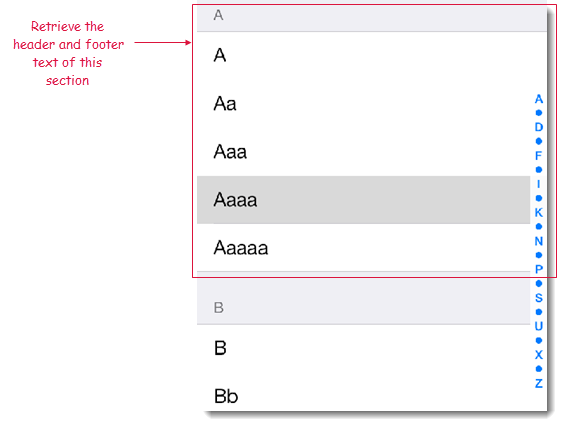 Retrieve the
header and footer
text of this
section
A
A
Aa
Aaa
Aaaa
Aaaaa
B
B
Bb
A
D
F
I
K
N
P
S
U
X
Z